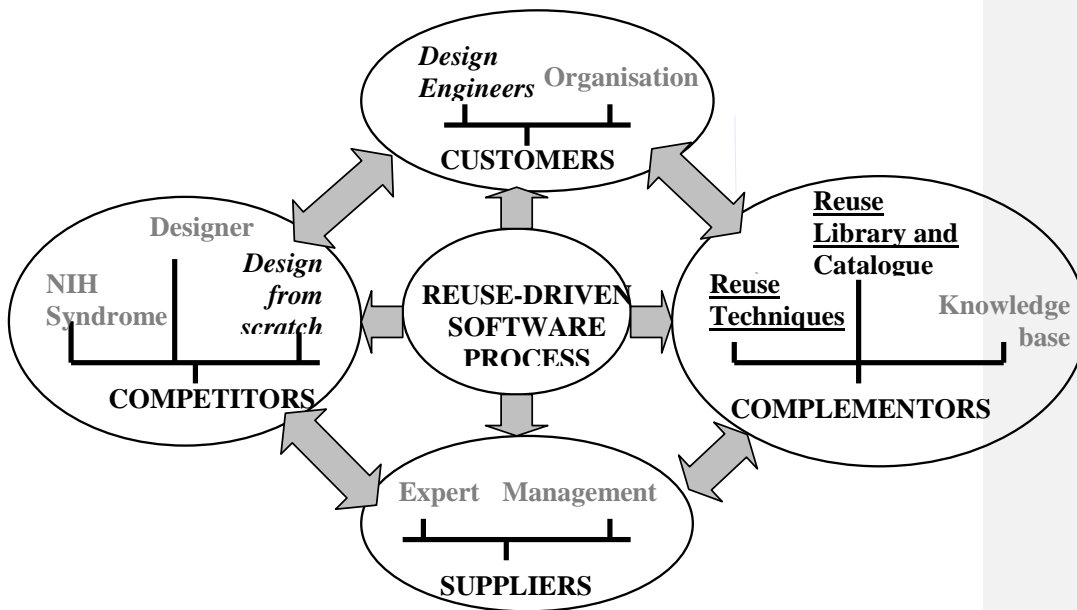 Design
Engineers
Organisation
CUSTOMERS
Designer
NIH
Syndrome
Design
from
scratch
COMPETITORS
REUSE-DRIVEN
SOFTWARE
PROCESS
Reuse
Library and
Catalogue
Reuse
Techniques
Knowledge
base
COMPLEMENTORS
Expert
Management
SUPPLIERS